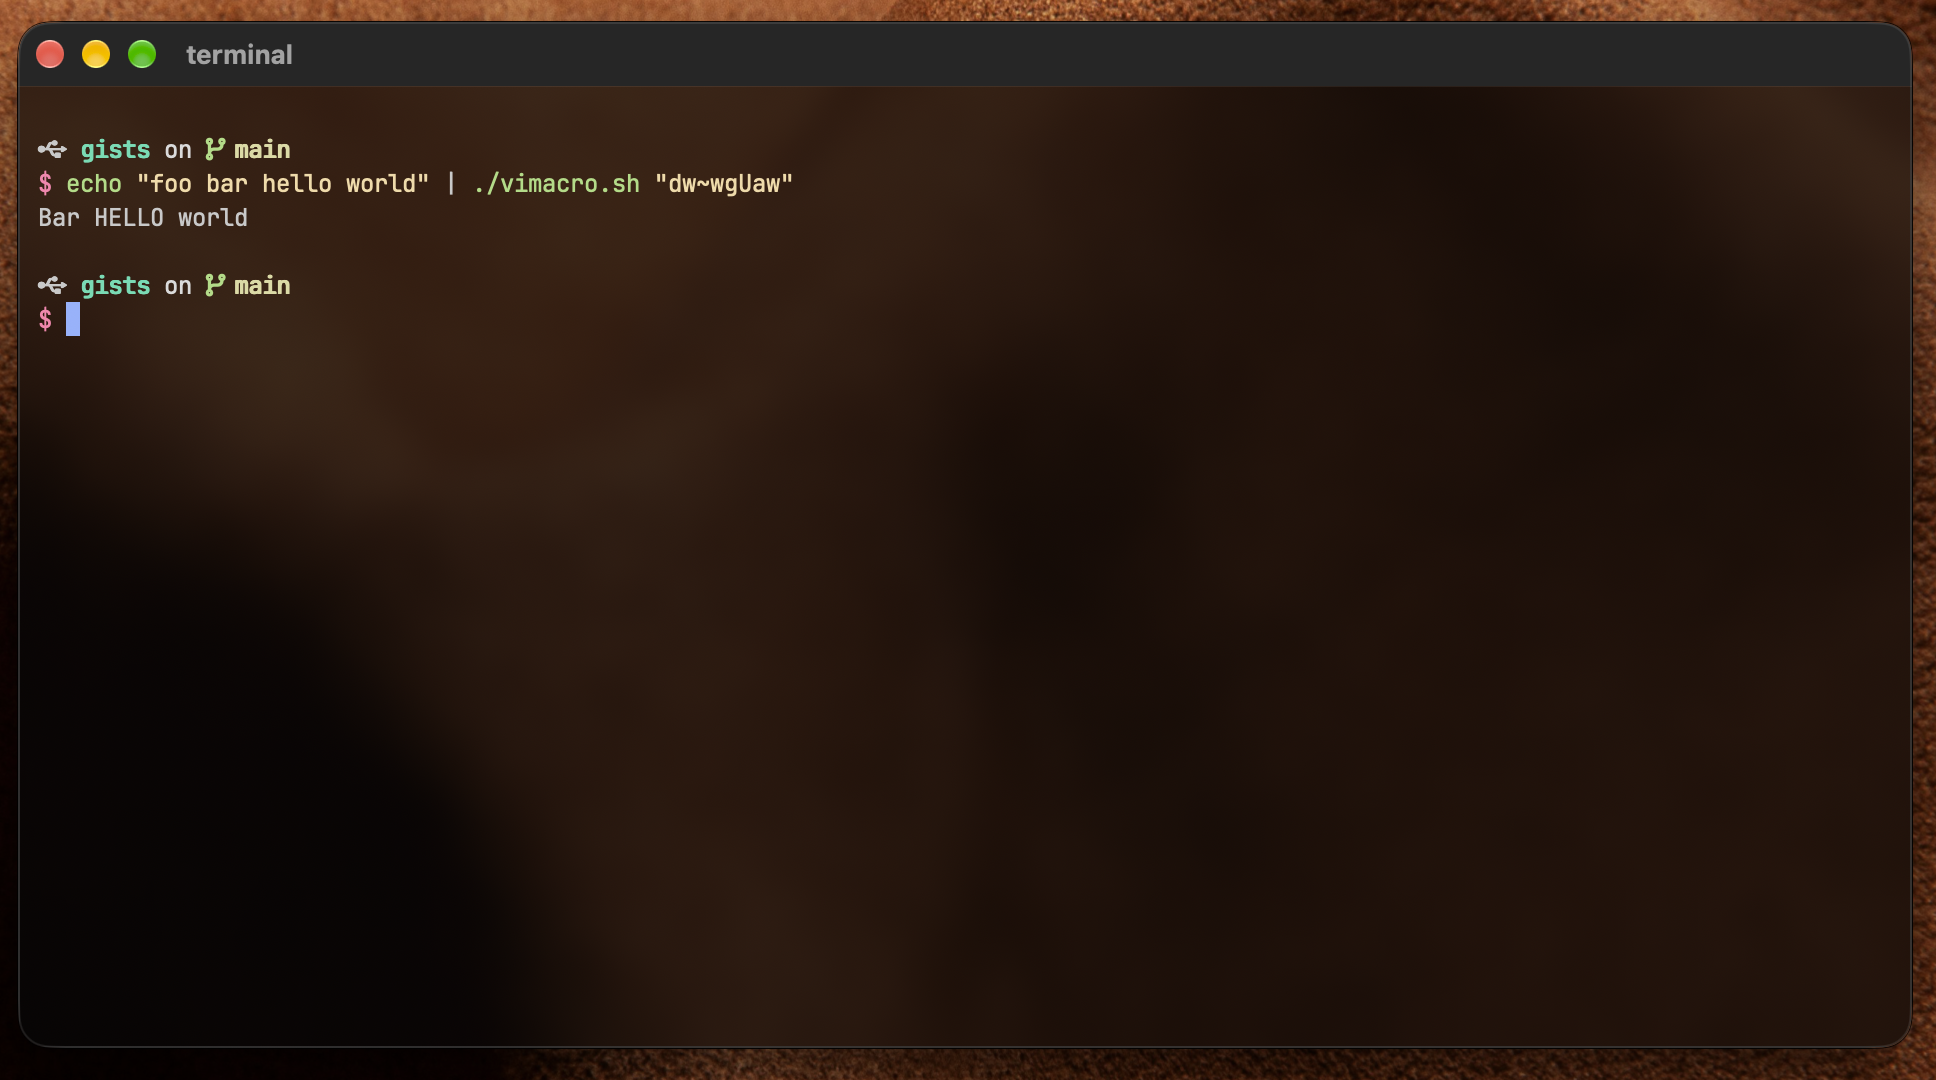 terminal
gists on main
$ echo "foo bar hello world" | ./vimacro.sh "dw~wgUaw"
Bar HELLO world
gists on main
$